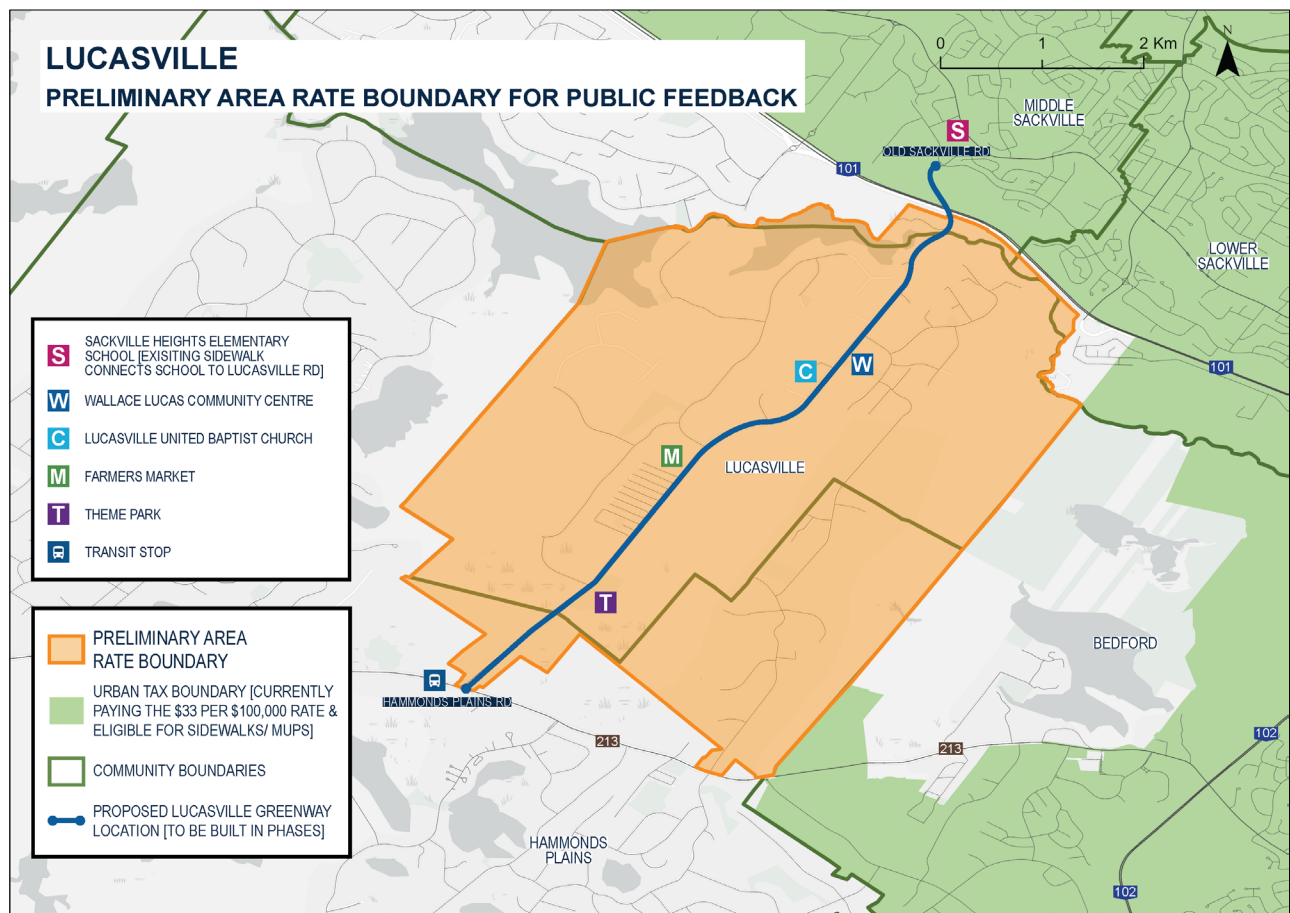 LUCASVILLE
PRELIMINARY AREA RATE BOUNDARY FOR PUBLIC FEEDBACK
0 1 2 Km
N
MIDDLE
SACKVILLE
S
OLD SACKVILLE RD
101
LOWER
SACKVILLE
101
C
W
M
LUCASVILLE
T
HAMMONDS PLAINS RD
213
213
BEDFORD
102
HAMMONDS
PLAINS
102
S
SACKVILLE HEIGHTS ELEMENTARY
SCHOOL [EXISITING SIDEWALK
CONNECTS SCHOOL TO LUCASVILLE RD]
W
WALLACE LUCAS COMMUNITY CENTRE
C
LUCASVILLE UNITED BAPTIST CHURCH
M
FARMERS MARKET
T
THEME PARK
TRANSIT STOP
PRELIMINARY AREA
RATE BOUNDARY
URBAN TAX BOUNDARY [CURRENTLY
PAYING THE $33 PER $100,000 RATE &
ELIGIBLE FOR SIDEWALKS/ MUPS]
COMMUNITY BOUNDARIES
PROPOSED LUCASVILLE GREENWAY
LOCATION [TO BE BUILT IN PHASES]